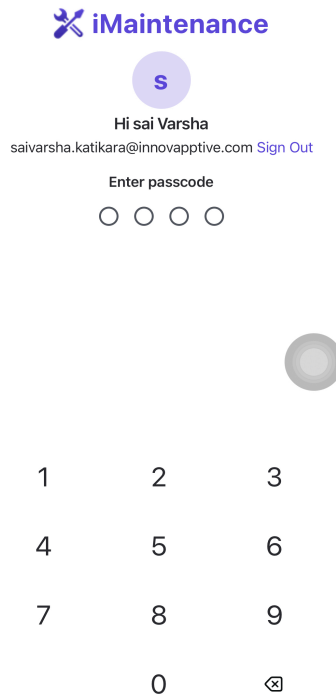 iMaintenance
s
Hi sai Varsha
saivarsha.katikara@innovapptive.com Sign Out
Enter passcode
1 2 3
4 5 6
7 8 9
0